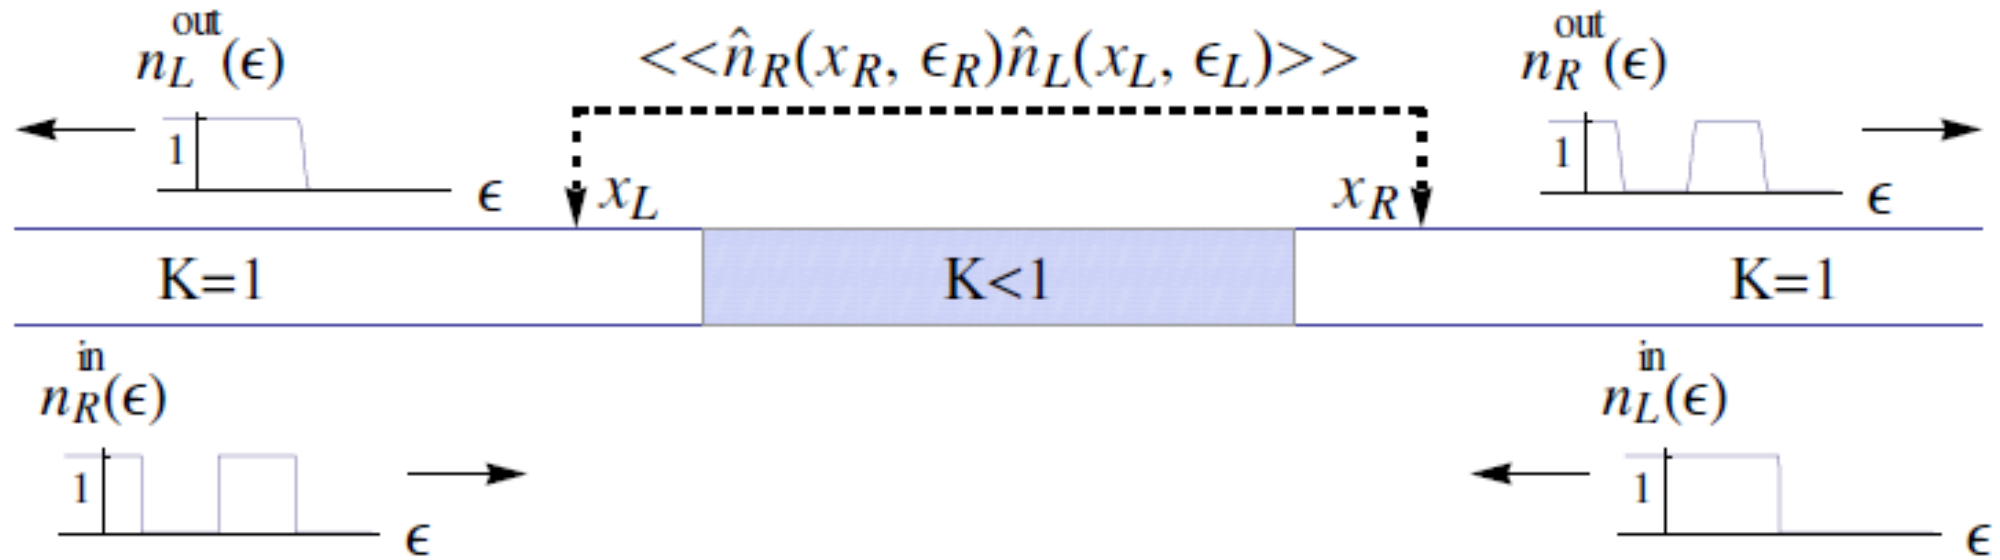 n_L^out(ϵ)
<<n̂_R(x_R, ϵ_R)n̂_L(x_L, ϵ_L)>>
n_R^out(ϵ)
1
ϵ
x_L
x_R
1
ϵ
K=1
K<1
K=1
n_R^in(ϵ)
n_L^in(ϵ)
1
ϵ
1
ϵ